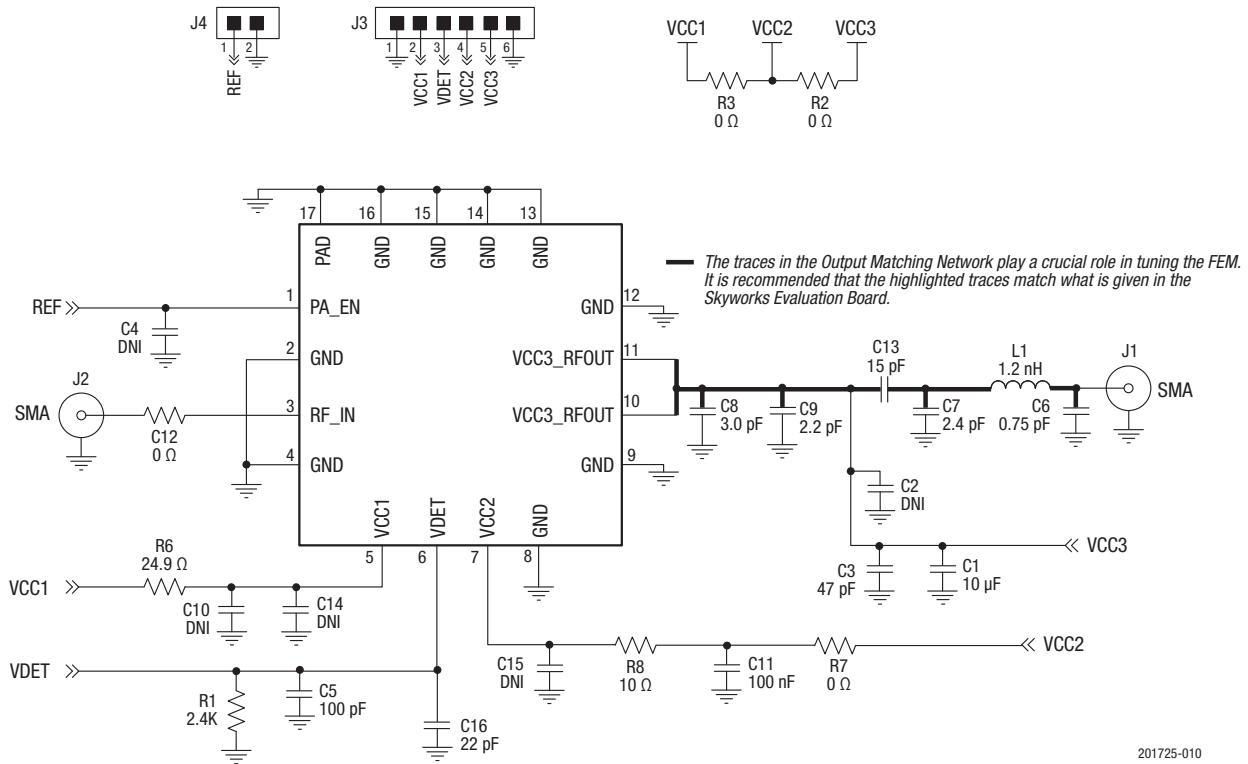 J4
1
2
REF
J3
1
2
3
4
5
6
VCC1
VDET
VCC2
VCC3
VCC1
VCC2
VCC3
R3
0 Ω
R2
0 Ω
17
16
15
14
13
PAD
GND
GND
GND
GND
The traces in the Output Matching Network play a crucial role in tuning the FEM.
It is recommended that the highlighted traces match what is given in the
Skyworks Evaluation Board.
REF
C4
DNI
1
PA_EN
2
GND
J2
SMA
C12
0 Ω
3
RF_IN
4
GND
GND
12
VCC3_RFOUT
11
VCC3_RFOUT
10
GND
9
C8
3.0 pF
C9
2.2 pF
C13
15 pF
C7
2.4 pF
L1
1.2 nH
C6
0.75 pF
J1
SMA
C2
DNI
VCC3
C3
47 pF
C1
10 µF
VCC1
VDET
VCC2
GND
5
6
7
8
VCC1
R6
24.9 Ω
C10
DNI
C14
DNI
VDET
R1
2.4K
C5
100 pF
C16
22 pF
C15
DNI
R8
10 Ω
C11
100 nF
R7
0 Ω
VCC2
201725-010